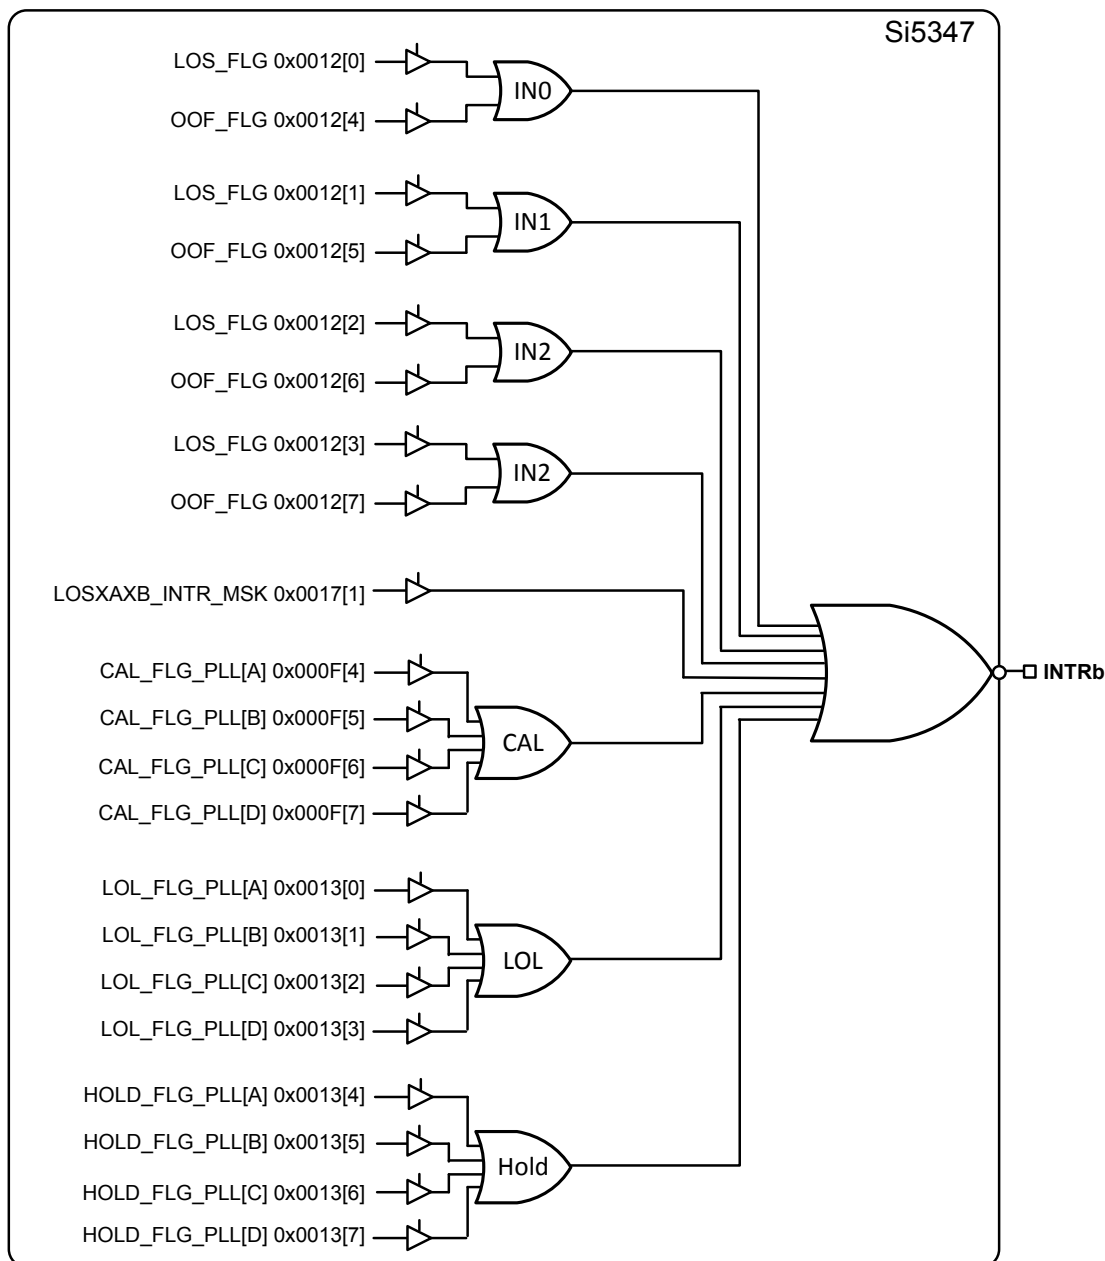 Si5347
LOS_FLG 0x0012[0]
IN0
OOF_FLG 0x0012[4]
LOS_FLG 0x0012[1]
IN1
OOF_FLG 0x0012[5]
LOS_FLG 0x0012[2]
IN2
OOF_FLG 0x0012[6]
LOS_FLG 0x0012[3]
IN2
OOF_FLG 0x0012[7]
LOSXAXB_INTR_MSK 0x0017[1]
INTRb
CAL_FLG_PLL[A] 0x000F[4]
CAL_FLG_PLL[B] 0x000F[5]
CAL
CAL_FLG_PLL[C] 0x000F[6]
CAL_FLG_PLL[D] 0x000F[7]
LOL_FLG_PLL[A] 0x0013[0]
LOL_FLG_PLL[B] 0x0013[1]
LOL
LOL_FLG_PLL[C] 0x0013[2]
LOL_FLG_PLL[D] 0x0013[3]
HOLD_FLG_PLL[A] 0x0013[4]
HOLD_FLG_PLL[B] 0x0013[5]
Hold
HOLD_FLG_PLL[C] 0x0013[6]
HOLD_FLG_PLL[D] 0x0013[7]